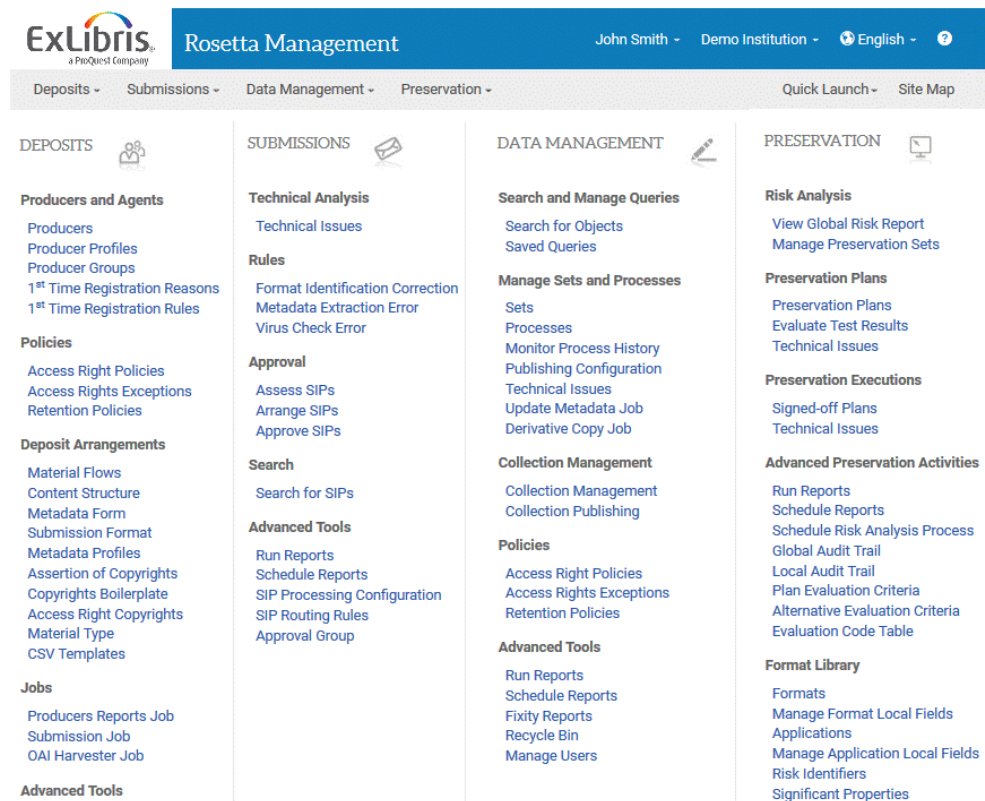 ExLibris
a ProQuest Company
Rosetta Management
John Smith
Demo Institution
English
?
Deposits
Submissions
Data Management
Preservation
Quick Launch
Site Map
DEPOSITS
Producers and Agents
Producers
Producer Profiles
Producer Groups
1st Time Registration Reasons
1st Time Registration Rules
Policies
Access Right Policies
Access Rights Exceptions
Retention Policies
Deposit Arrangements
Material Flows
Content Structure
Metadata Form
Submission Format
Metadata Profiles
Assertion of Copyrights
Copyrights Boilerplate
Access Right Copyrights
Material Type
CSV Templates
Jobs
Producers Reports Job
Submission Job
OAI Harvester Job
Advanced Tools
SUBMISSIONS
Technical Analysis
Technical Issues
Rules
Format Identification Correction
Metadata Extraction Error
Virus Check Error
Approval
Assess SIPs
Arrange SIPs
Approve SIPs
Search
Search for SIPs
Advanced Tools
Run Reports
Schedule Reports
SIP Processing Configuration
SIP Routing Rules
Approval Group
DATA MANAGEMENT
Search and Manage Queries
Search for Objects
Saved Queries
Manage Sets and Processes
Sets
Processes
Monitor Process History
Publishing Configuration
Technical Issues
Update Metadata Job
Derivative Copy Job
Collection Management
Collection Management
Collection Publishing
Policies
Access Right Policies
Access Rights Exceptions
Retention Policies
Advanced Tools
Run Reports
Schedule Reports
Fixity Reports
Recycle Bin
Manage Users
PRESERVATION
Risk Analysis
View Global Risk Report
Manage Preservation Sets
Preservation Plans
Preservation Plans
Evaluate Test Results
Technical Issues
Preservation Executions
Signed-off Plans
Technical Issues
Advanced Preservation Activities
Run Reports
Schedule Reports
Schedule Risk Analysis Process
Global Audit Trail
Local Audit Trail
Plan Evaluation Criteria
Alternative Evaluation Criteria
Evaluation Code Table
Format Library
Formats
Manage Format Local Fields
Applications
Manage Application Local Fields
Risk Identifiers
Significant Properties